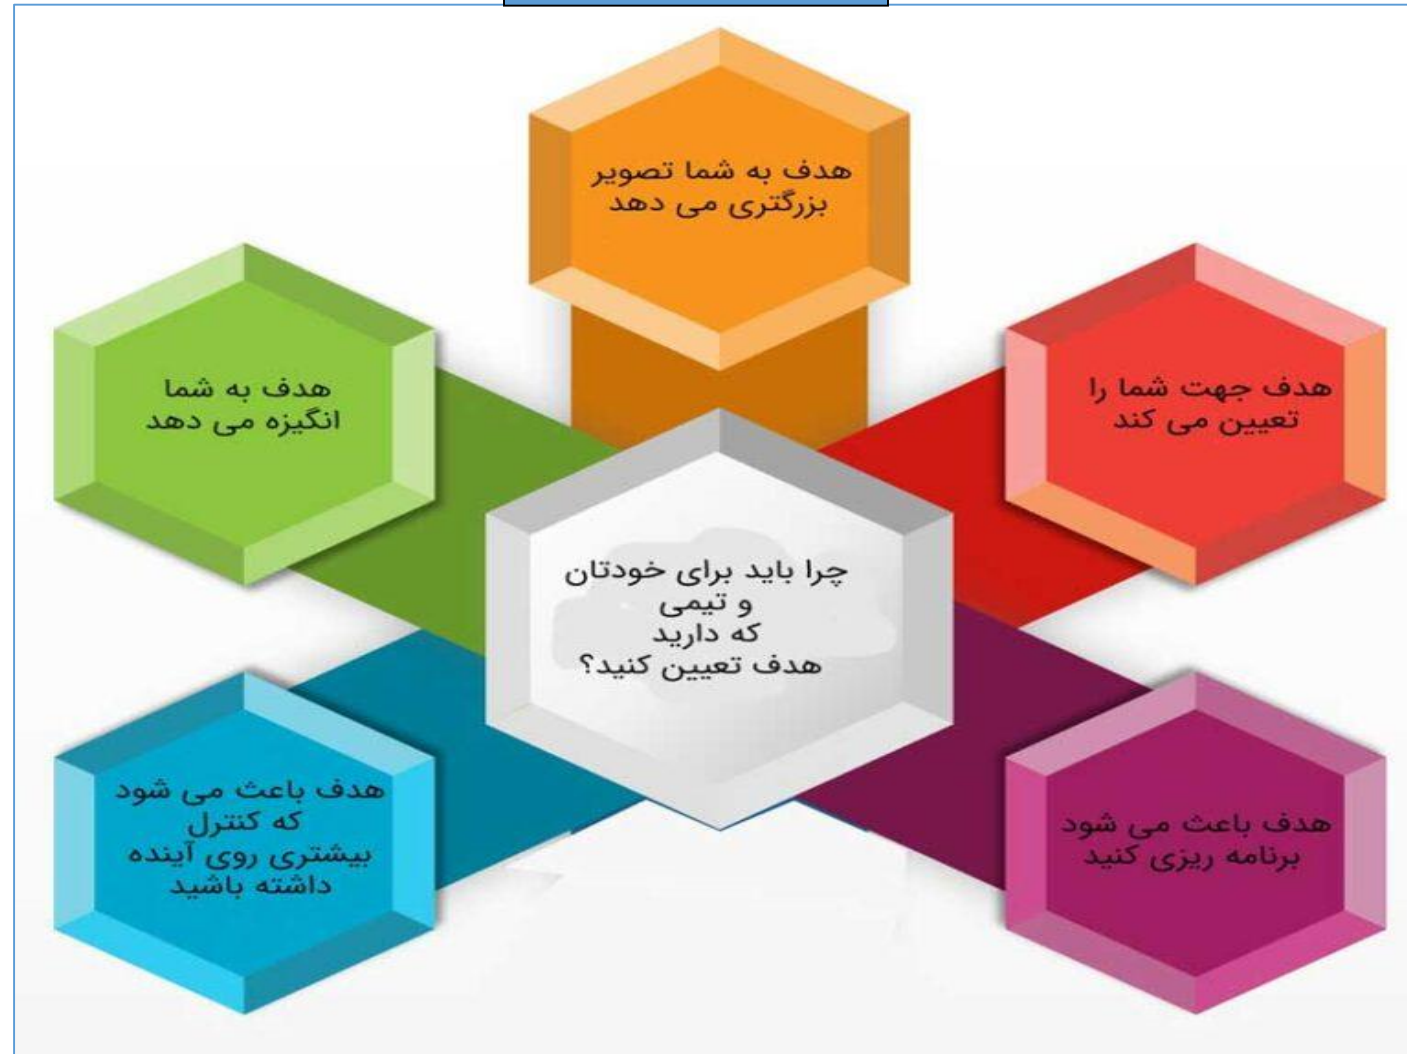 هدف به شما تصویر
بزرگتری می دهد
هدف جهت شما را
تعیین می کند
هدف به شما
انگیزه می دهد
چرا باید برای خودتان
و تیمی
که دارید
هدف تعیین کنید؟
هدف باعث می شود
برنامه ریزی کنید
هدف باعث می شود
که کنترل
بیشتری روی آینده
داشته باشید